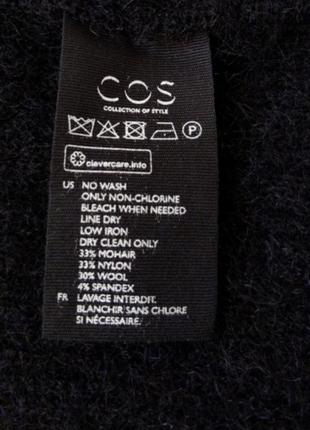 COS
COLLECTION OF STYLE
P
clevercare.info
US NO WASH
ONLY NON-CHLORINE
BLEACH WHEN NEEDED
LINE DRY
LOW IRON
DRY CLEAN ONLY
33% MOHAIR
33% NYLON
30% WOOL
4% SPANDEX
FR LAVAGE INTERDIT.
BLANCHIR SANS CHLORE
SI NÉCESSAIRE.